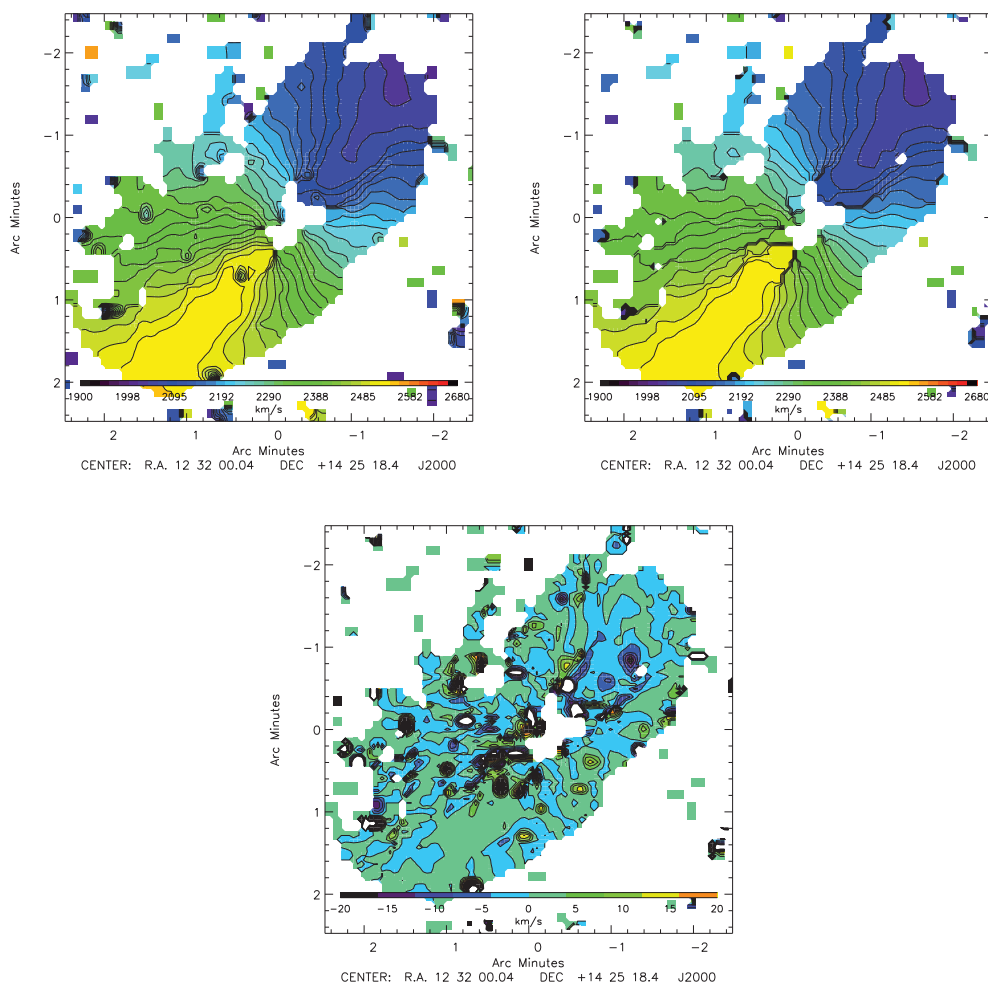 −2
−1
0
1
2
Arc Minutes
−1900 1998 2095 2192 2290 2388 2485 2582 2680
km/s
2 1 0 −1 −2
Arc Minutes
CENTER: R.A. 12 32 00.04 DEC +14 25 18.4 J2000
−2
−1
0
1
2
Arc Minutes
−1900 1998 2095 2192 2290 2388 2485 2582 2680
km/s
2 1 0 −1 −2
Arc Minutes
CENTER: R.A. 12 32 00.04 DEC +14 25 18.4 J2000
−2
−1
0
1
2
Arc Minutes
−20 −15 −10 −5 0 5 10 15 20
km/s
2 1 0 −1 −2
Arc Minutes
CENTER: R.A. 12 32 00.04 DEC +14 25 18.4 J2000